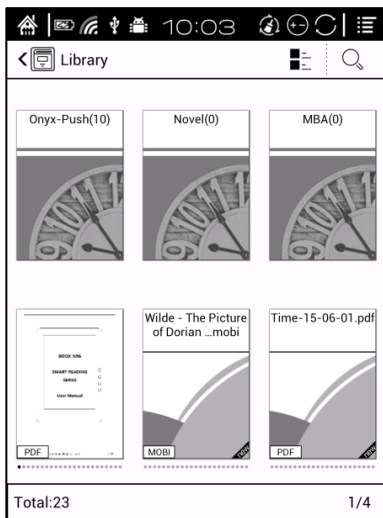 10:03
Library
Onyx-Push(10)
Novel(0)
MBA(0)
BOOX N96
SMART READING
SERIES
User Manual
PDF
Wilde - The Picture
of Dorian ...mobi
MOBI
Time-15-06-01.pdf
PDF
Total:23
1/4